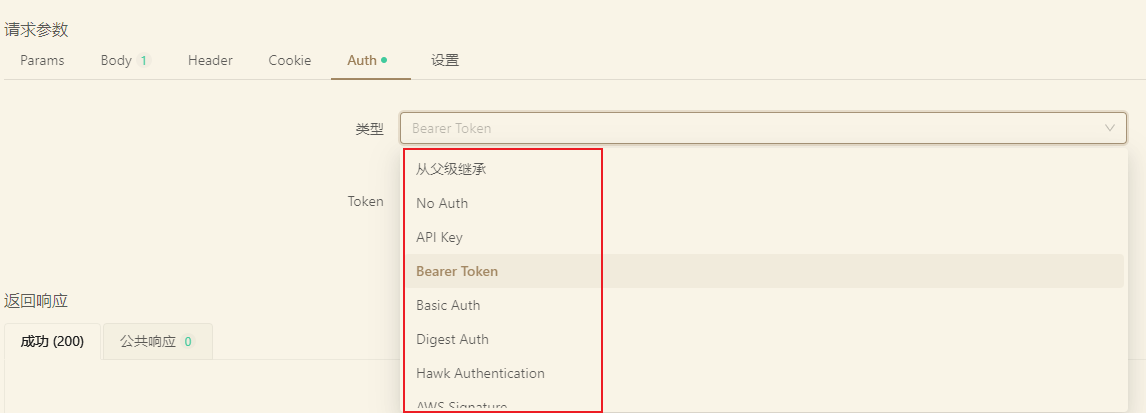 请求参数
Params Body 1 Header Cookie Auth 设置
类型 Bearer Token
从父级继承
Token
No Auth
API Key
Bearer Token
Basic Auth
Digest Auth
Hawk Authentication
AWS Signature
返回响应
成功 (200) 公共响应 0